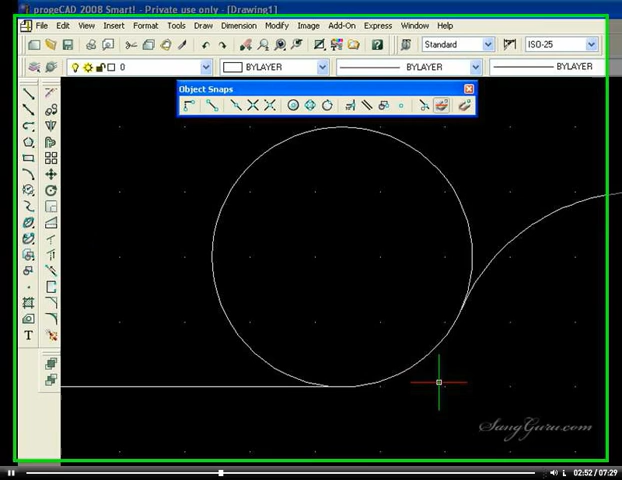 progeCAD 2008 Smart! - Private use only - [Drawing1]
File Edit View Insert Format Tools Draw Dimension Modify Image Add-On Express Window Help
Standard ISO-25
0 BYLAYER BYLAYER BYLAYER
Object Snaps
T
SangGuru.com
02:52 / 07:29